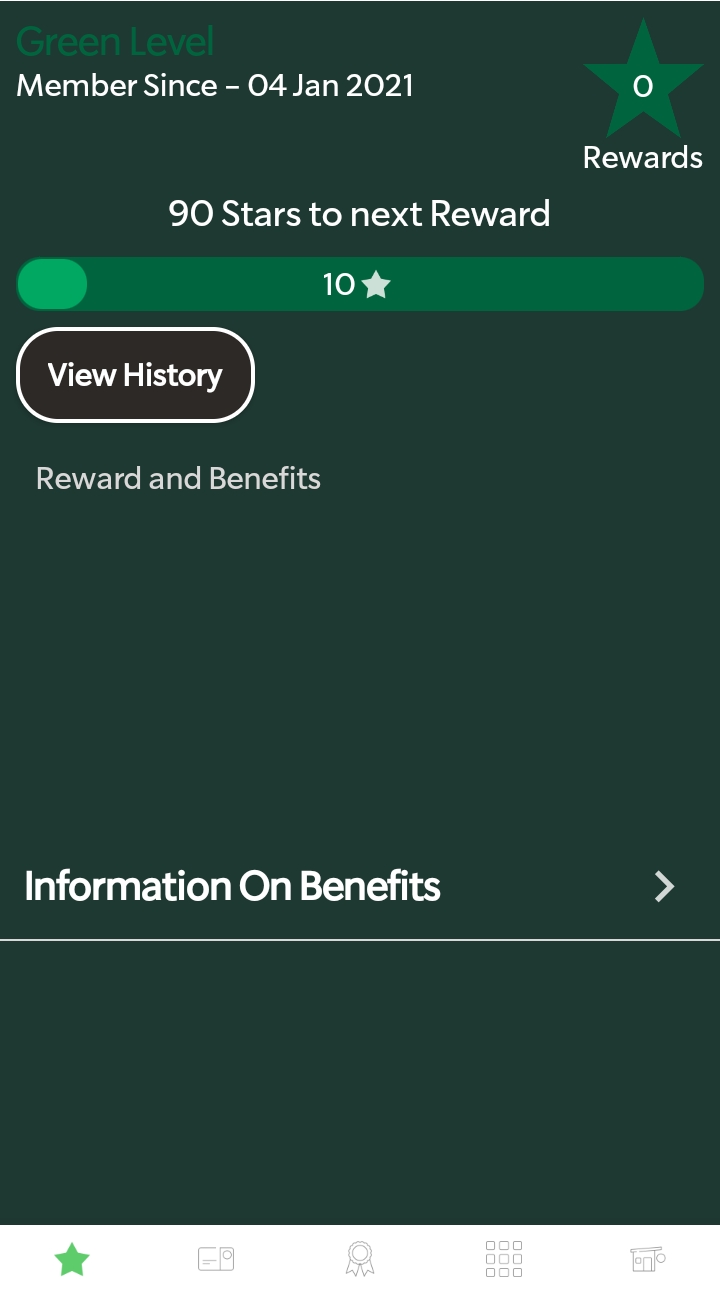 Green Level
Member Since – 04 Jan 2021
0
Rewards
90 Stars to next Reward
10
View History
Reward and Benefits
Information On Benefits